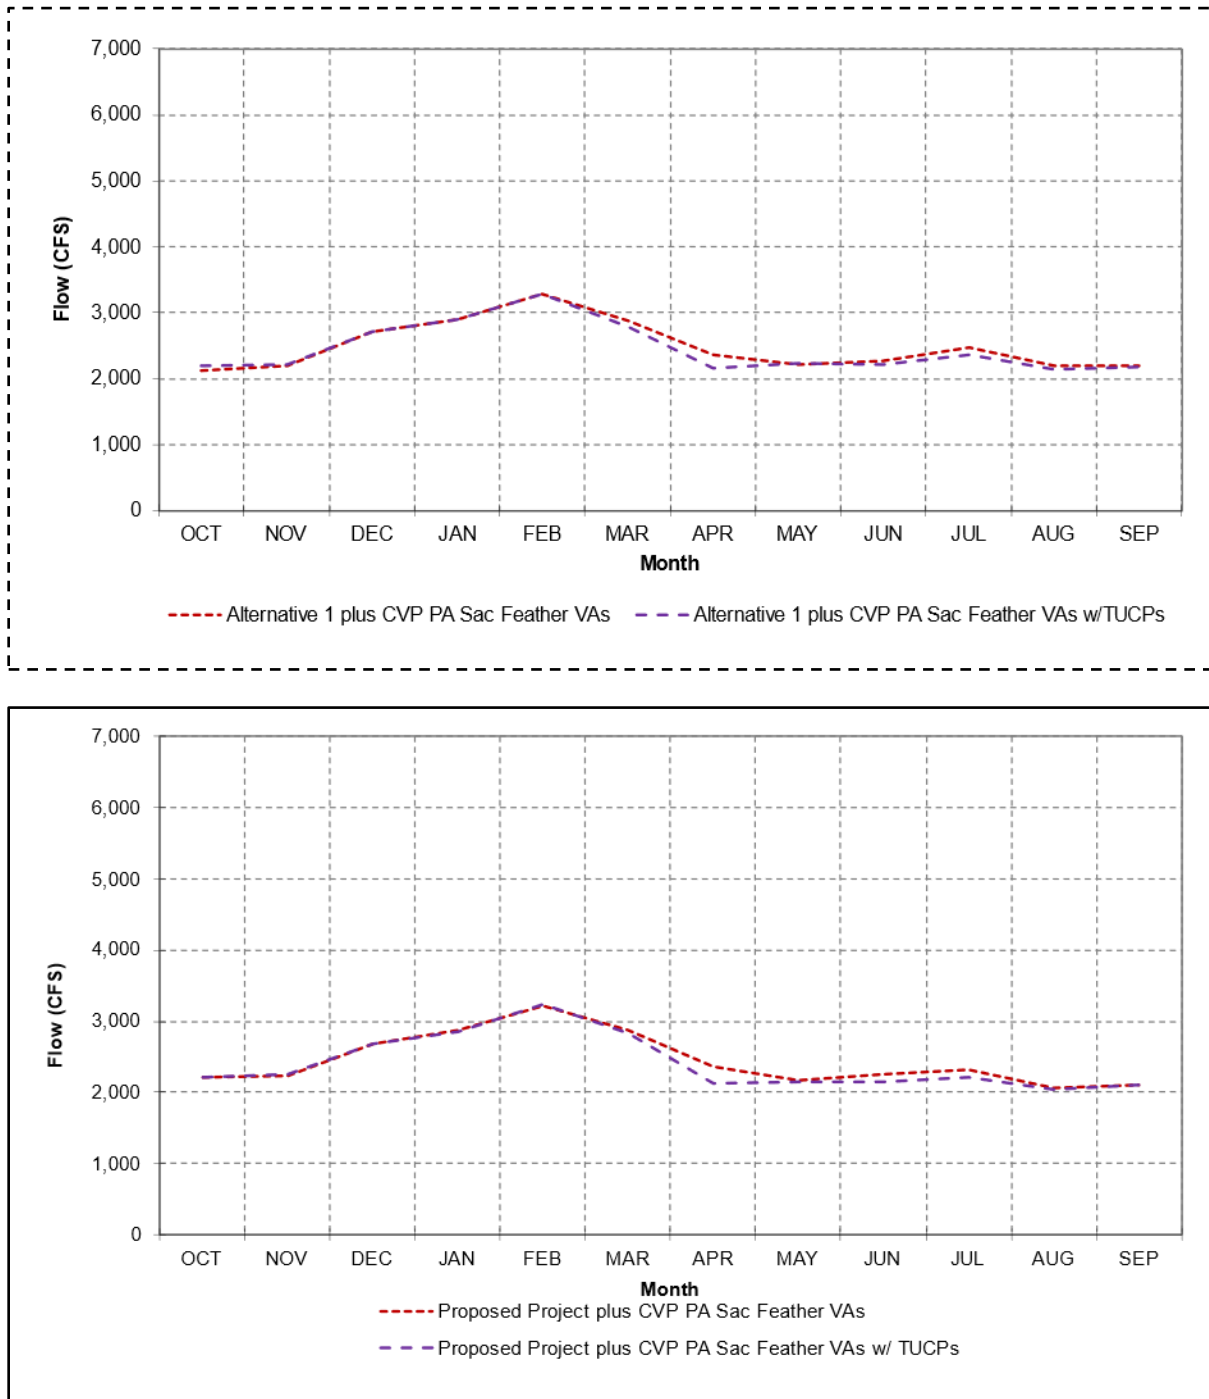 7,000
6,000
5,000
4,000
3,000
2,000
1,000
0
Flow (CFS)
OCT NOV DEC JAN FEB MAR APR MAY JUN JUL AUG SEP
Month
Alternative 1 plus CVP PA Sac Feather VAs Alternative 1 plus CVP PA Sac Feather VAs w/TUCPs
7,000
6,000
5,000
4,000
3,000
2,000
1,000
0
Flow (CFS)
OCT NOV DEC JAN FEB MAR APR MAY JUN JUL AUG SEP
Month
Proposed Project plus CVP PA Sac Feather VAs
Proposed Project plus CVP PA Sac Feather VAs w/ TUCPs